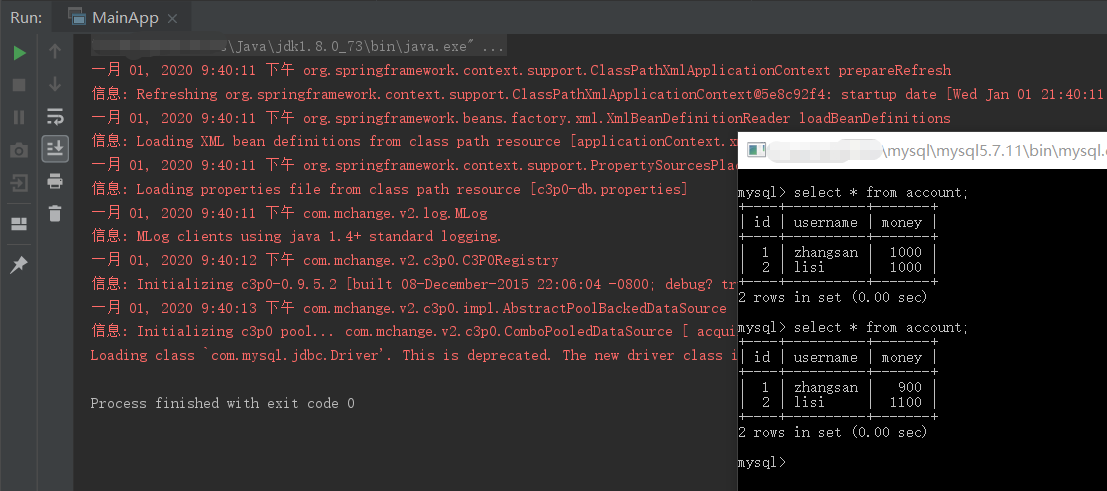 Run: MainApp
s\Java\jdk1.8.0_73\bin\java.exe" ...
一月 01, 2020 9:40:11 下午 org.springframework.context.support.ClassPathXmlApplicationContext prepareRefresh
信息: Refreshing org.springframework.context.support.ClassPathXmlApplicationContext@5e8c92f4: startup date [Wed Jan 01 21:40:11
一月 01, 2020 9:40:11 下午 org.springframework.beans.factory.xml.XmlBeanDefinitionReader loadBeanDefinitions
信息: Loading XML bean definitions from class path resource [applicationContext.x
一月 01, 2020 9:40:11 下午 org.springframework.context.support.PropertySourcesPlac
信息: Loading properties file from class path resource [c3p0-db.properties]
一月 01, 2020 9:40:11 下午 com.mchange.v2.log.MLog
信息: MLog clients using java 1.4+ standard logging.
一月 01, 2020 9:40:12 下午 com.mchange.v2.c3p0.C3P0Registry
信息: Initializing c3p0-0.9.5.2 [built 08-December-2015 22:06:04 -0800; debug? tr
一月 01, 2020 9:40:13 下午 com.mchange.v2.c3p0.impl.AbstractPoolBackedDataSource
信息: Initializing c3p0 pool... com.mchange.v2.c3p0.ComboPooledDataSource [ acqui
Loading class `com.mysql.jdbc.Driver'. This is deprecated. The new driver class i
Process finished with exit code 0
\mysql\mysql5.7.11\bin\mysql.e
mysql> select * from account;
+----+----------+-------+
| id | username | money |
+----+----------+-------+
| 1 | zhangsan | 1000 |
| 2 | lisi | 1000 |
+----+----------+-------+
2 rows in set (0.00 sec)
mysql> select * from account;
+----+----------+-------+
| id | username | money |
+----+----------+-------+
| 1 | zhangsan | 900 |
| 2 | lisi | 1100 |
+----+----------+-------+
2 rows in set (0.00 sec)
mysql>